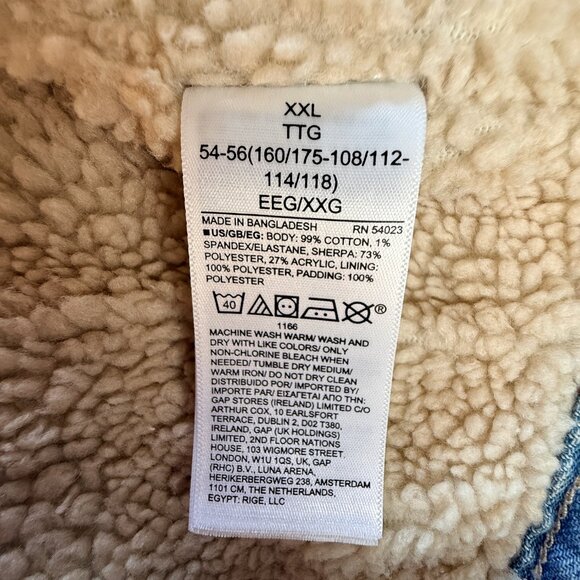 XXL
TTG
54-56(160/175-108/112-
114/118)
EEG/XXG
MADE IN BANGLADESH RN 54023
■US/GB/EG: BODY: 99% COTTON, 1%
SPANDEX/ELASTANE, SHERPA: 73%
POLYESTER, 27% ACRYLIC, LINING:
100% POLYESTER, PADDING: 100%
POLYESTER
40 ®
1166
MACHINE WASH WARM/ WASH AND
DRY WITH LIKE COLORS/ ONLY
NON-CHLORINE BLEACH WHEN
NEEDED/ TUMBLE DRY MEDIUM/
WARM IRON/ DO NOT DRY CLEAN
DISTRIBUIDO POR/ IMPORTED BY/
IMPORTE PAR/ ΕΙΣΑΓΕΤΑΙ ΑΠΟ ΤΗΝ:
GAP STORES (IRELAND) LIMITED C/O
ARTHUR COX, 10 EARLSFORT
TERRACE, DUBLIN 2, D02 T380,
IRELAND, GAP (UK HOLDINGS)
LIMITED, 2ND FLOOR NATIONS
HOUSE, 103 WIGMORE STREET,
LONDON, W1U 1QS, UK, GAP
(RHC) B.V., LUNA ARENA,
HERIKERBERGWEG 238, AMSTERDAM
1101 CM, THE NETHERLANDS,
EGYPT: RIGE, LLC